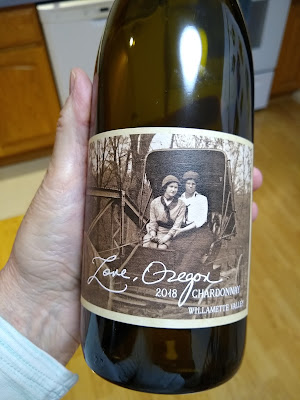 Love, Oregon
2018 CHARDONNAY
WILLAMETTE VALLEY